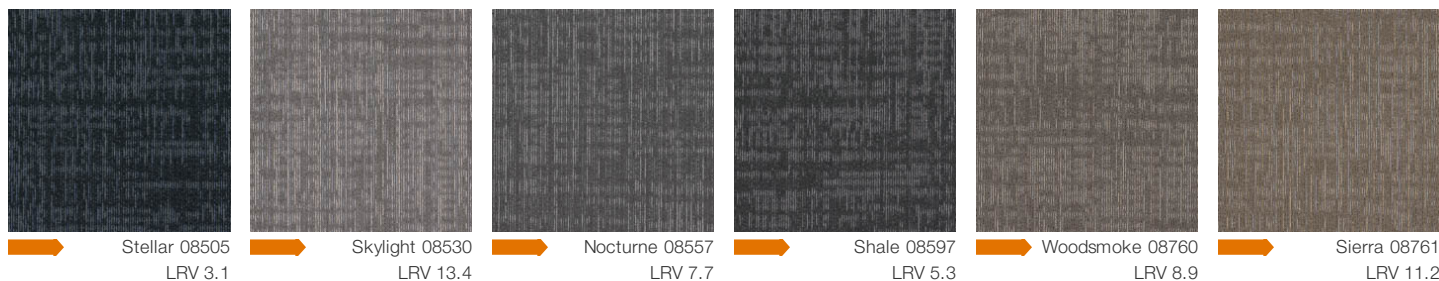 Stellar 08505
LRV 3.1
Skylight 08530
LRV 13.4
Nocturne 08557
LRV 7.7
Shale 08597
LRV 5.3
Woodsmoke 08760
LRV 8.9
Sierra 08761
LRV 11.2